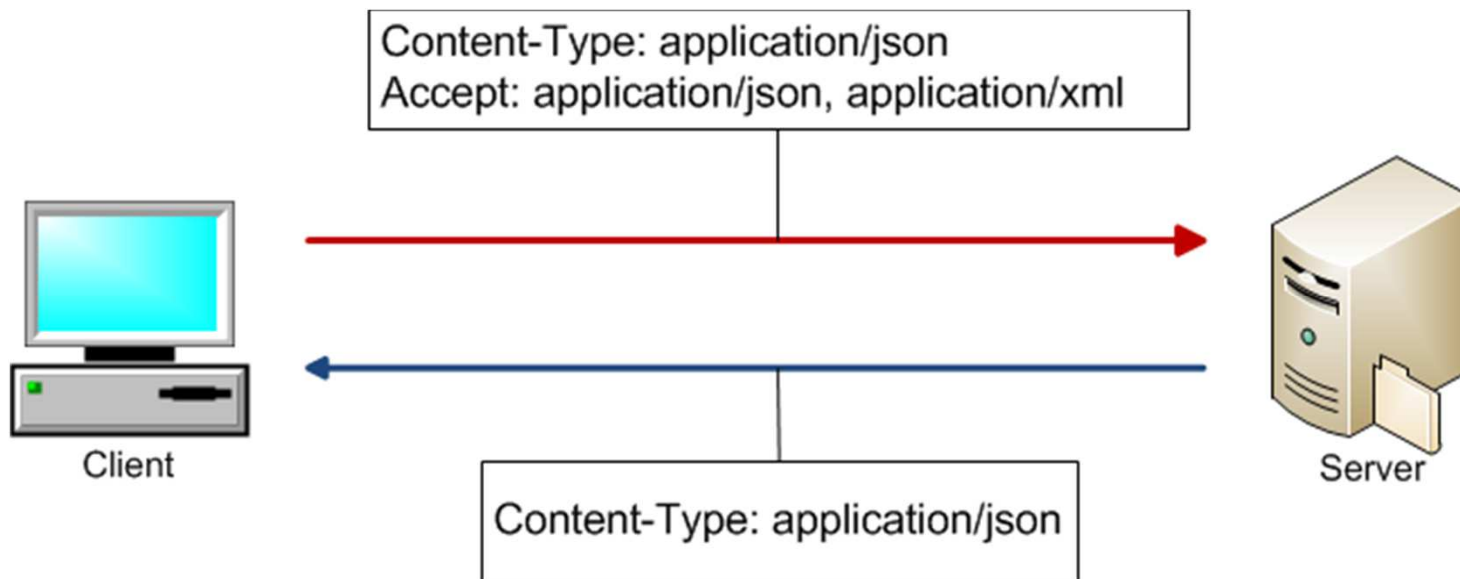 Content-Type: application/json
Accept: application/json, application/xml
Client
Server
Content-Type: application/json